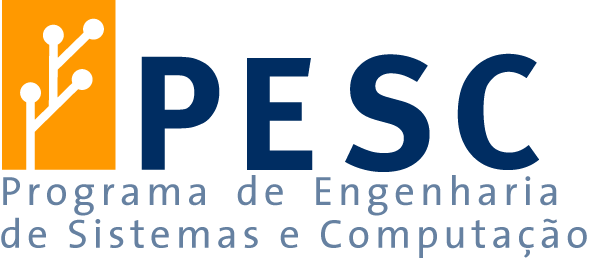 PESC
Programa de Engenharia
de Sistemas e Computação